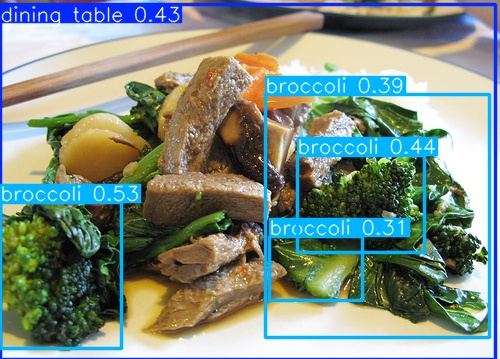 dining table 0.43
broccoli 0.39
broccoli 0.44
broccoli 0.53
broccoli 0.31